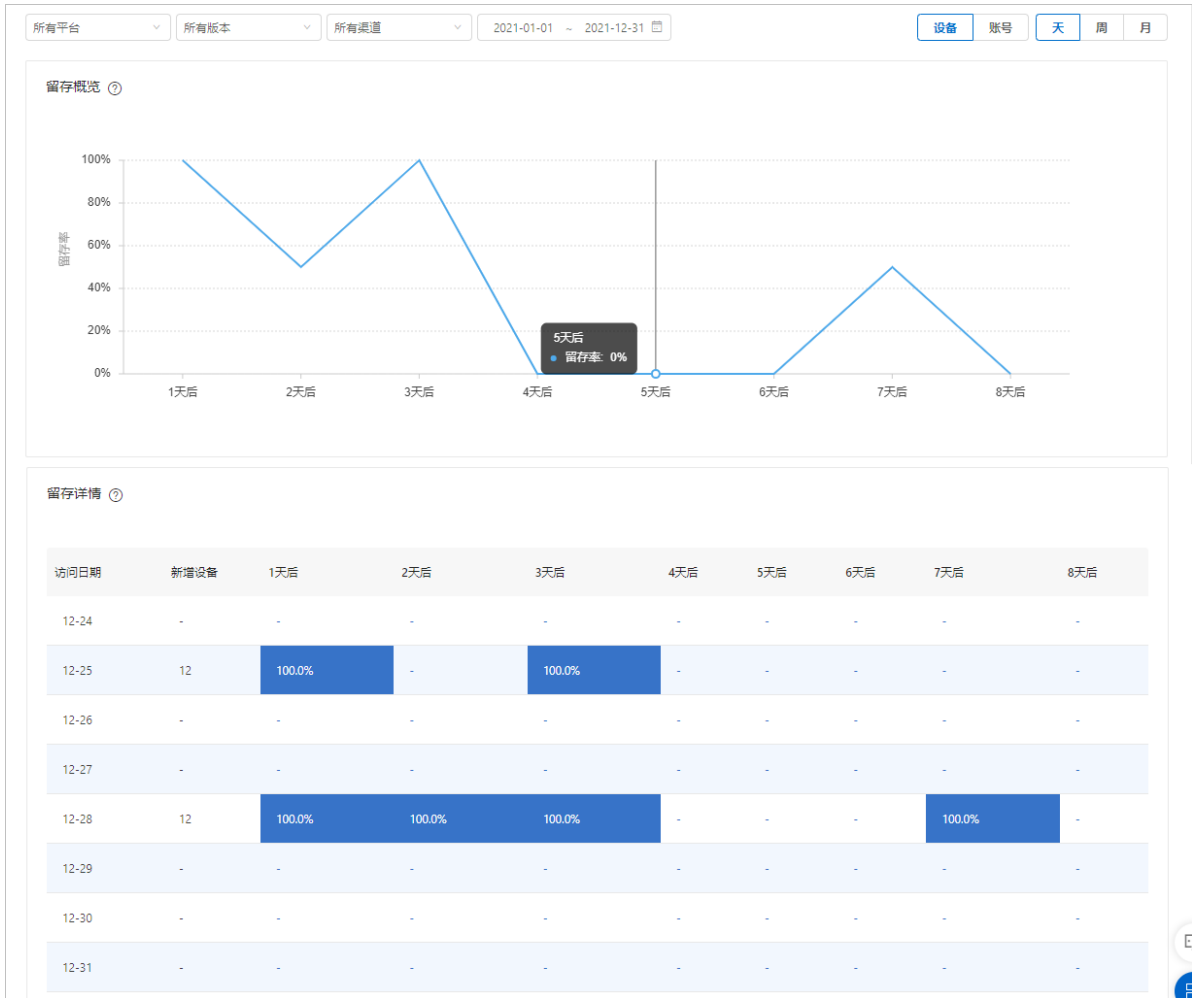 所有平台 所有版本 所有渠道 2021-01-01 ~ 2021-12-31 设备 账号 天 周 月
留存概览 ?
100%
80%
60%
40%
20%
0%
留存率
5天后
留存率: 0%
1天后 2天后 3天后 4天后 5天后 6天后 7天后 8天后
留存详情 ?
访问日期 新增设备 1天后 2天后 3天后 4天后 5天后 6天后 7天后 8天后
12-24 - - - - - - - - -
12-25 12 100.0% - 100.0% - - - - -
12-26 - - - - - - - - -
12-27 - - - - - - - - -
12-28 12 100.0% 100.0% 100.0% - - - 100.0% -
12-29 - - - - - - - - -
12-30 - - - - - - - - -
12-31 - - - - - - - - -